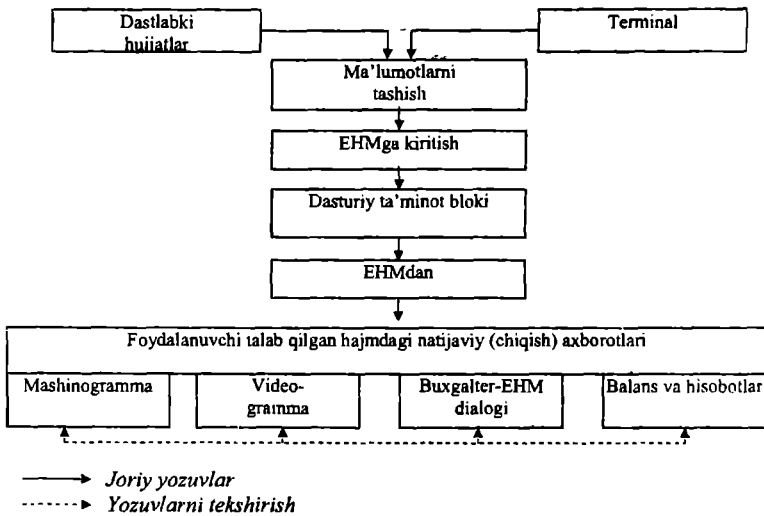 Dastlabki
hujjatlar
Terminal
Ma'lumotlarni
tashish
EHMga kiritish
Dasturiy ta'minot bloki
EHMdan
Foydalanuvchi talab qilgan hajmdagi natijaviy (chiqish) axborotlari
Mashinogramma
Video-
gramma
Buxgalter-EHM
dialogi
Balans va hisobotlar
Joriy yozuvlar
Yozuvlarni tekshirish